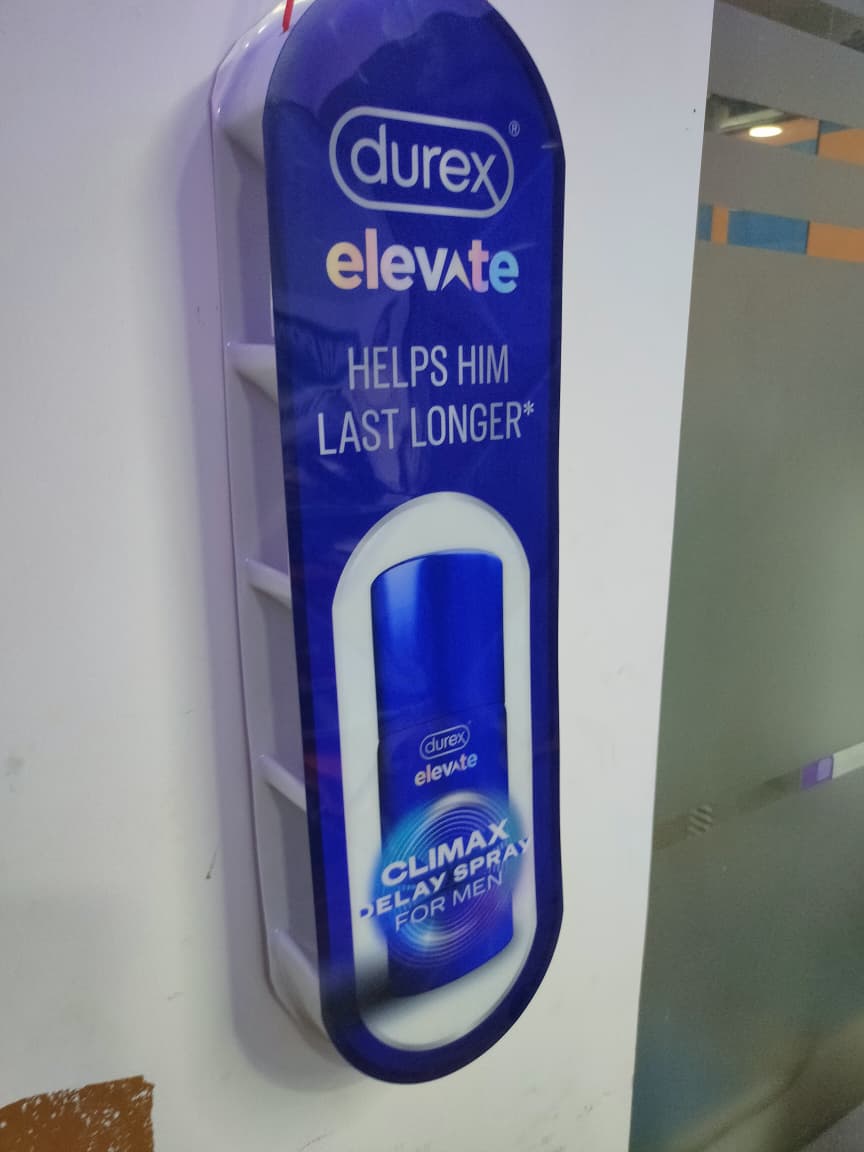 durex®
elevate
HELPS HIM
LAST LONGER*
durex
elevate
CLIMAX
DELAY SPRAY
FOR MEN